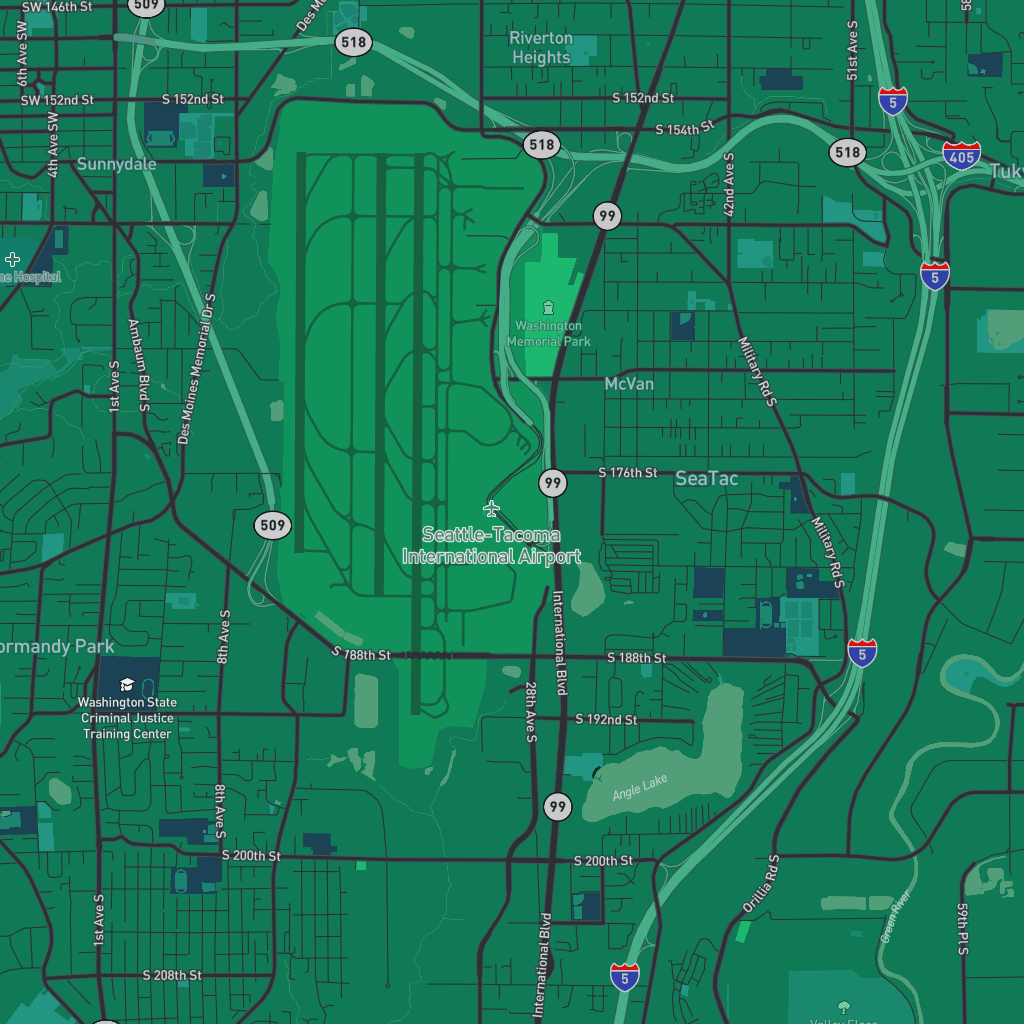 SW 146th St
509
Des Mo
6th Ave SW
518
Riverton
Heights
51st Ave S
58
SW 152nd St
S 152nd St
S 152nd St
5
4th Ave SW
S 154th St
518
518
405
Sunnydale
Tukv
42nd Ave S
99
ne Hospital
5
Washington
Memorial Park
Ambaum Blvd S
Des Moines Memorial Dr S
1st Ave S
McVan
Military Rd S
S 176th St
SeaTac
99
509
Seattle-Tacoma
International Airport
Military Rd S
8th Ave S
International Blvd
ormandy Park
S 788th St
S 188th St
5
Washington State
Criminal Justice
Training Center
28th Ave S
S 192nd St
Angle Lake
8th Ave S
99
S 200th St
S 200th St
Orillia Rd S
Green River
1st Ave S
59th Pl S
International Blvd
S 208th St
5